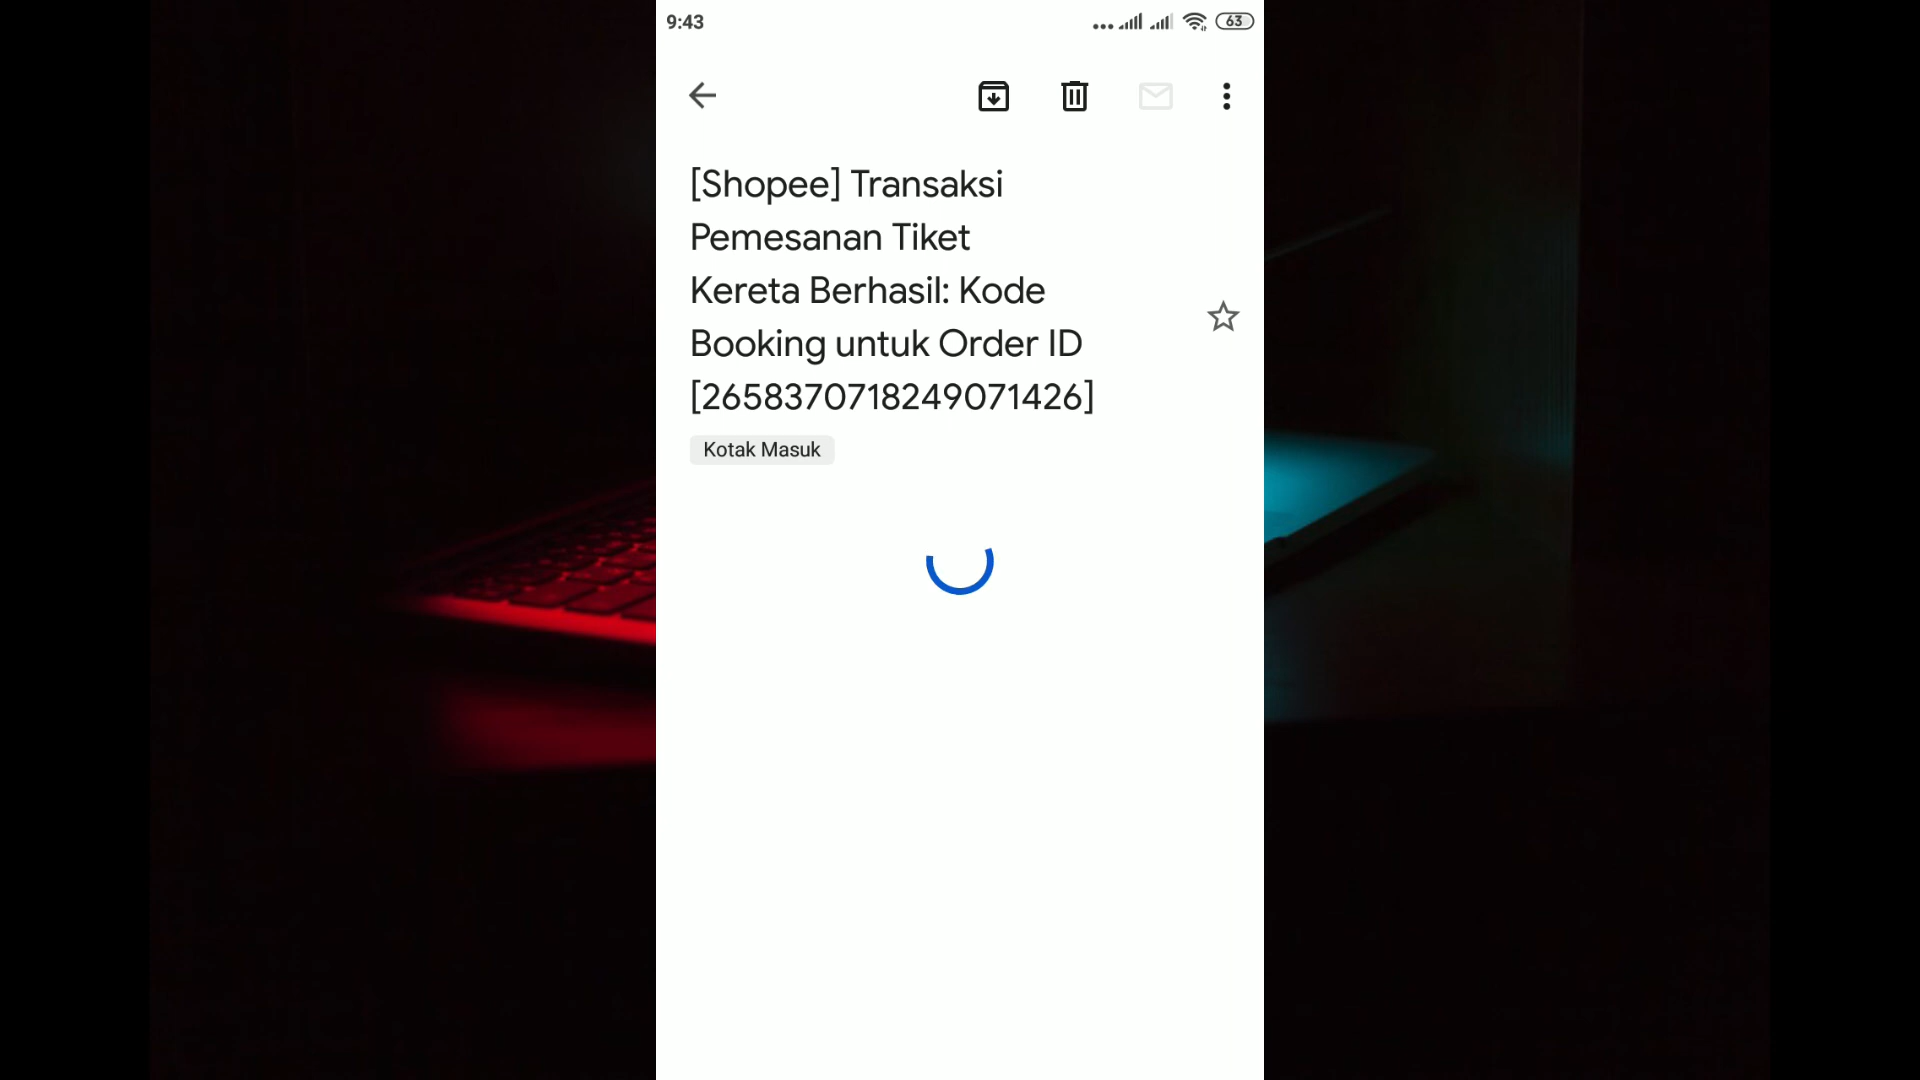 9:43
63
[Shopee] Transaksi
Pemesanan Tiket
Kereta Berhasil: Kode
Booking untuk Order ID
[2658370718249071426]
Kotak Masuk